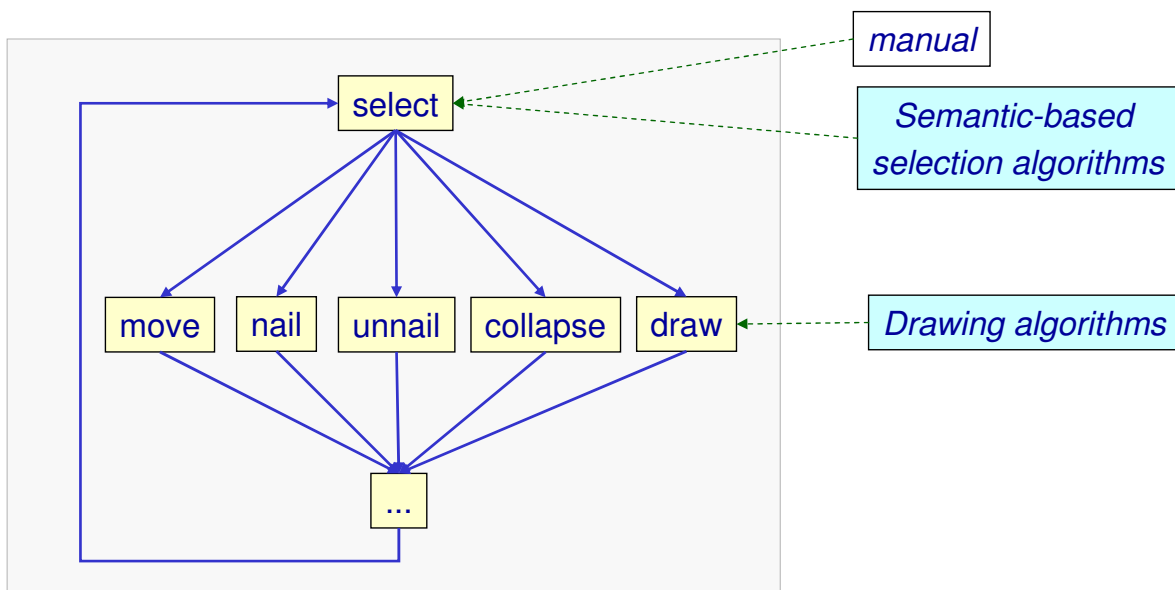 manual
select
Semantic-based
selection algorithms
move
nail
unnail
collapse
draw
Drawing algorithms
...